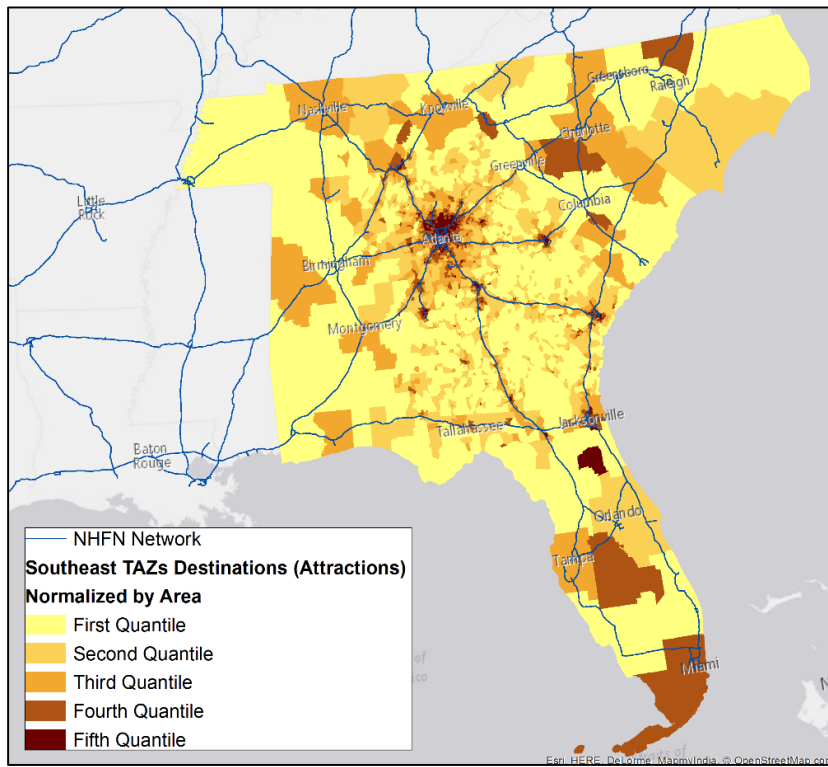 Greensboro
Raleigh
Nashville
Knoxville
Charlotte
Greenville
Little
Rock
Columbia
Atlanta
Birmingham
Montgomery
Tallahassee
Jacksonville
Baton
Rouge
Orlando
Tampa
Miami
NHFN Network
Southeast TAZs Destinations (Attractions)
Normalized by Area
First Quantile
Second Quantile
Third Quantile
Fourth Quantile
Fifth Quantile
Esri, HERE, DeLorme, MapmyIndia, © OpenStreetMap con